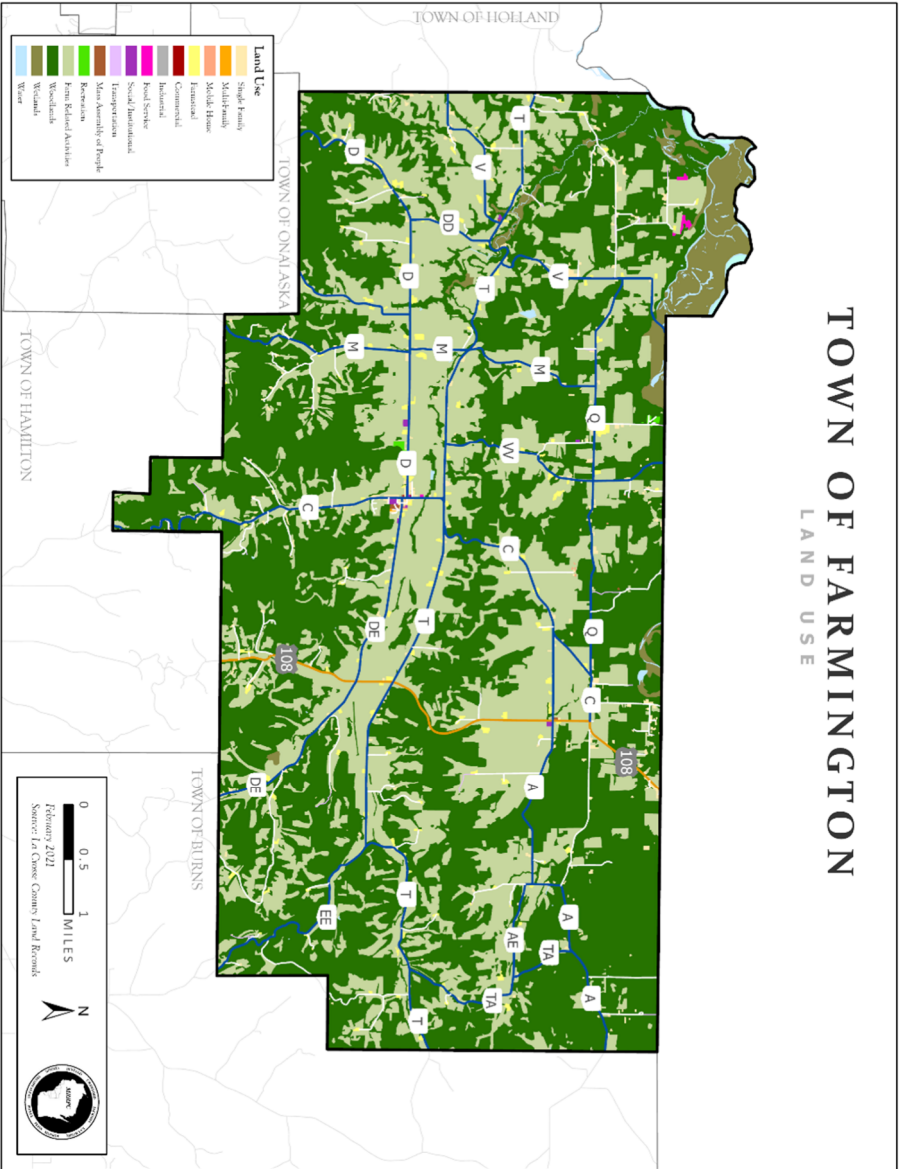 TOWN OF FARMINGTON
LAND USE
TOWN OF HOLLAND
TOWN OF ONALASKA
TOWN OF HAMILTON
TOWN OF BURNS
Land Use
Single Family
Multi-Family
Mobile Home
Farmstead
Commercial
Industrial
Food Service
Social/Institutional
Transportation
Mass Assembly of People
Recreation
Farm Related Activities
Woodlands
Wetlands
Water
108
A
A
A
C
Q
Q
V
TA
AE
TA
A
C
W
M
T
V
T
T
T
T
M
DD
D
D
D
DE
M
D
C
108
DE
EE
T
0 0.5 1
MILES
N
February 2021
Source: La Crosse County Land Records
MRRPC